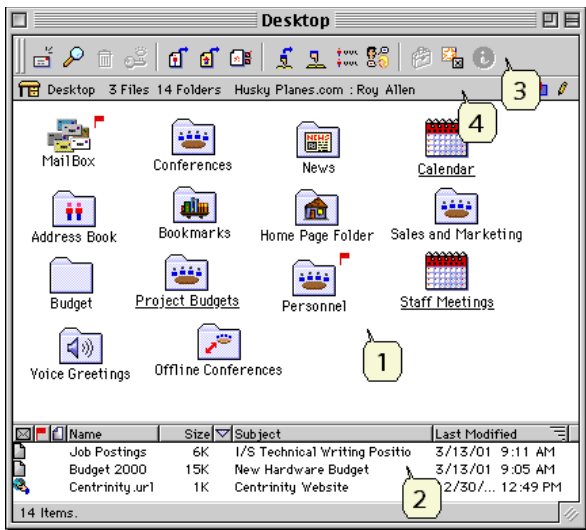 Desktop
Desktop 3 Files 14 Folders Husky Planes.com : Roy Allen
3
4
MailBox
Conferences
NEWS
News
Calendar
Address Book
Bookmarks
Home Page Folder
Sales and Marketing
Budget
Project Budgets
Personnel
Staff Meetings
1
Voice Greetings
Offline Conferences
Name Size Subject Last Modified
Job Postings 6K I/S Technical Writing Positio 3/13/01 9:11 AM
Budget 2000 15K New Hardware Budget 3/13/01 9:05 AM
Centrinity.url 1K Centrinity Website 2/30/... 12:49 PM
2
14 Items.